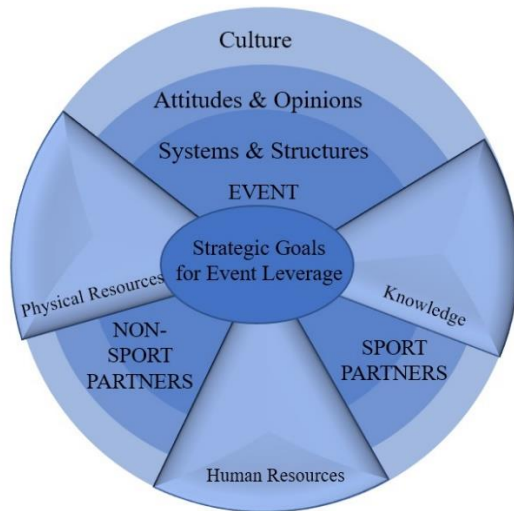 Culture
Attitudes & Opinions
Systems & Structures
EVENT
Strategic Goals
for Event Leverage
Physical Resources
Knowledge
NON-
SPORT
PARTNERS
SPORT
PARTNERS
Human Resources